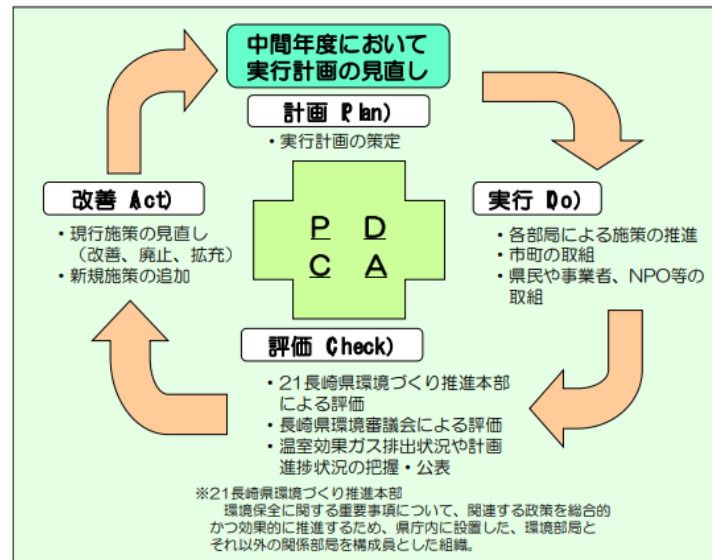 中間年度において
実行計画の見直し
計画 (Plan)
・実行計画の策定
改善 (Act)
・現行施策の見直し
(改善、廃止、拡充)
・新規施策の追加
P D
C A
実行 (Do)
・各部局による施策の推進
・市町の取組
・県民や事業者、NPO等の
取組
評価 (Check)
・21長崎県環境づくり推進本部
による評価
・長崎県環境審議会による評価
・温室効果ガス排出状況や計画
進捗状況の把握・公表
※21長崎県環境づくり推進本部
環境保全に関する重要事項について、関連する政策を総合的
かつ効果的に推進するため、県庁内に設置した、環境部局と
それ以外の関係部局を構成員とした組織。